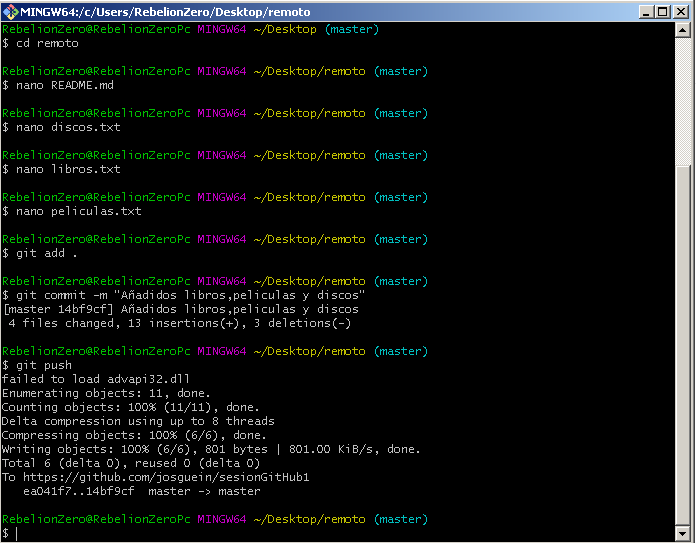 MINGW64:/c/Users/RebelionZero/Desktop/remoto
RebelionZero@RebelionZeroPc MINGW64 ~/Desktop (master)
$ cd remoto
RebelionZero@RebelionZeroPc MINGW64 ~/Desktop/remoto (master)
$ nano README.md
RebelionZero@RebelionZeroPc MINGW64 ~/Desktop/remoto (master)
$ nano discos.txt
RebelionZero@RebelionZeroPc MINGW64 ~/Desktop/remoto (master)
$ nano libros.txt
RebelionZero@RebelionZeroPc MINGW64 ~/Desktop/remoto (master)
$ nano peliculas.txt
RebelionZero@RebelionZeroPc MINGW64 ~/Desktop/remoto (master)
$ git add .
RebelionZero@RebelionZeroPc MINGW64 ~/Desktop/remoto (master)
$ git commit -m "Añadidos libros,peliculas y discos"
[master 14bf9cf] Añadidos libros,peliculas y discos
4 files changed, 13 insertions(+), 3 deletions(-)
RebelionZero@RebelionZeroPc MINGW64 ~/Desktop/remoto (master)
$ git push
failed to load advapi32.dll
Enumerating objects: 11, done.
Counting objects: 100% (11/11), done.
Delta compression using up to 8 threads
Compressing objects: 100% (6/6), done.
Writing objects: 100% (6/6), 801 bytes | 801.00 KiB/s, done.
Total 6 (delta 0), reused 0 (delta 0)
To https://github.com/josguein/sesionGitHub1
ea041f7..14bf9cf  master -> master
RebelionZero@RebelionZeroPc MINGW64 ~/Desktop/remoto (master)
$